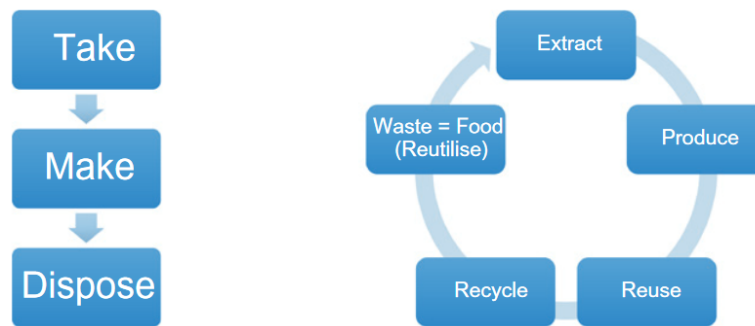 Take
Make
Dispose
Extract
Produce
Reuse
Recycle
Waste = Food
(Reutilise)